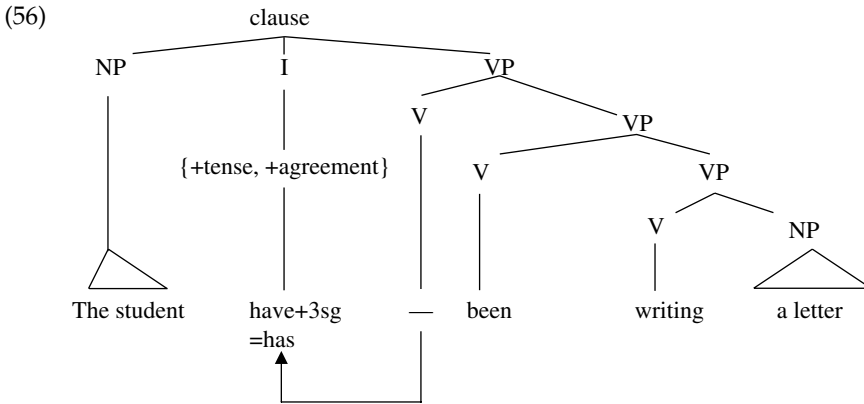 (56) clause
NP I VP
V VP
{+tense, +agreement} V VP
V NP
The student have+3sg — been writing a letter
=has